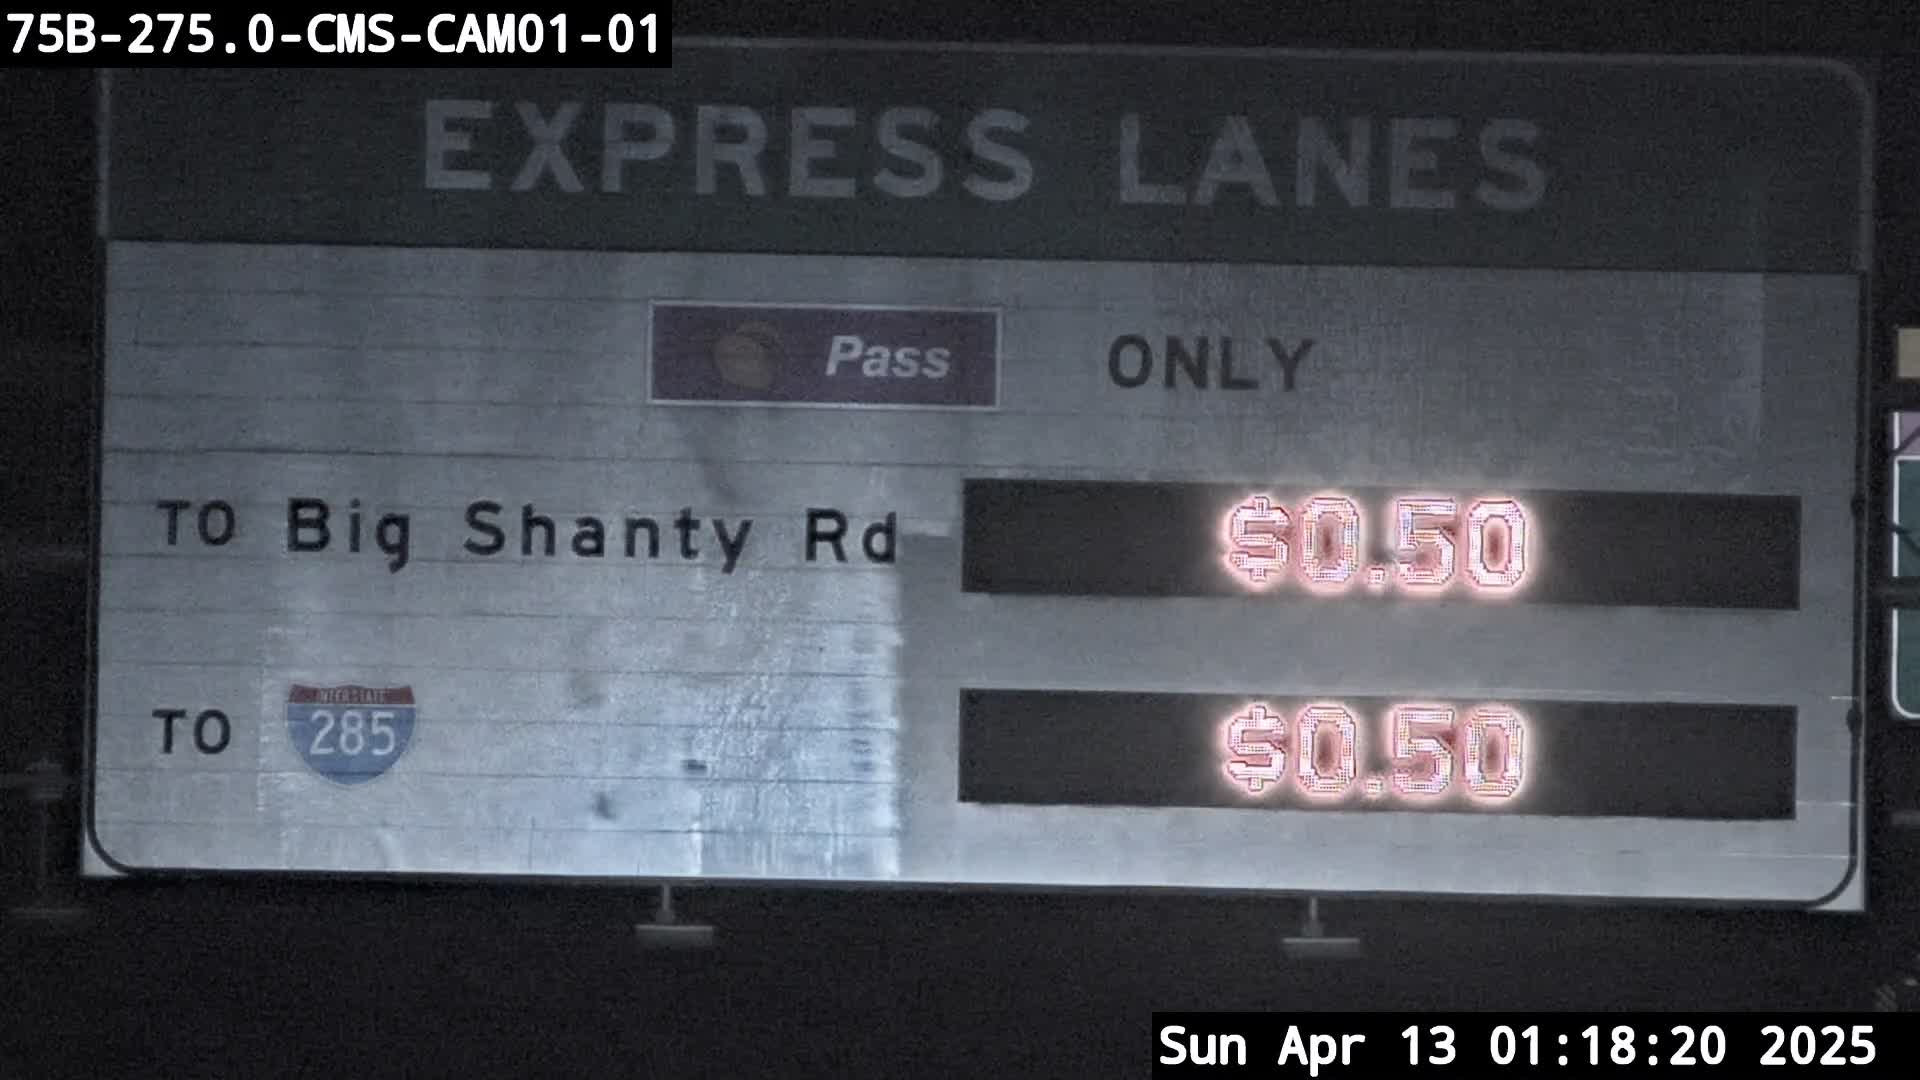 75B-275.0-CMS-CAM01-01
EXPRESS LANES
Pass ONLY
TO Big Shanty Rd $0.50
INTERSTATE
TO 285 $0.50
Sun Apr 13 01:18:20 2025